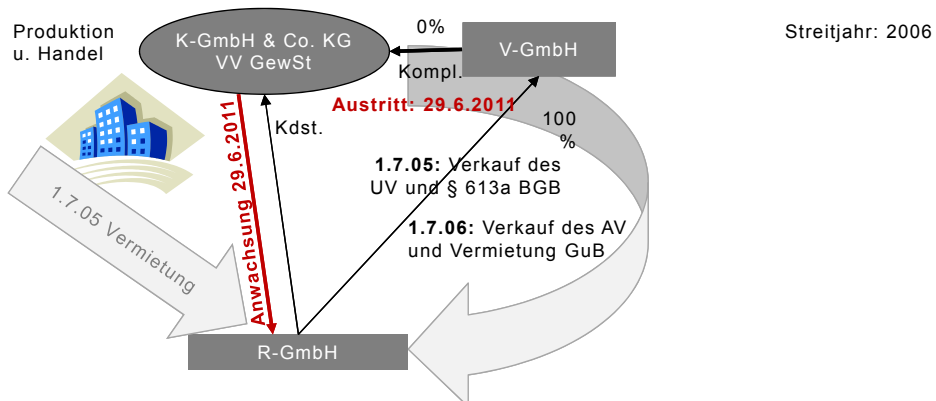 Produktion
u. Handel
K-GmbH & Co. KG
VV GewSt
0%
V-GmbH
Streitjahr: 2006
Kompl.
Austritt: 29.6.2011
Kdst.
100
%
Anwachsung 29.6.2011
1.7.05: Verkauf des
UV und § 613a BGB
1.7.05 Vermietung
1.7.06: Verkauf des AV
und Vermietung GuB
R-GmbH